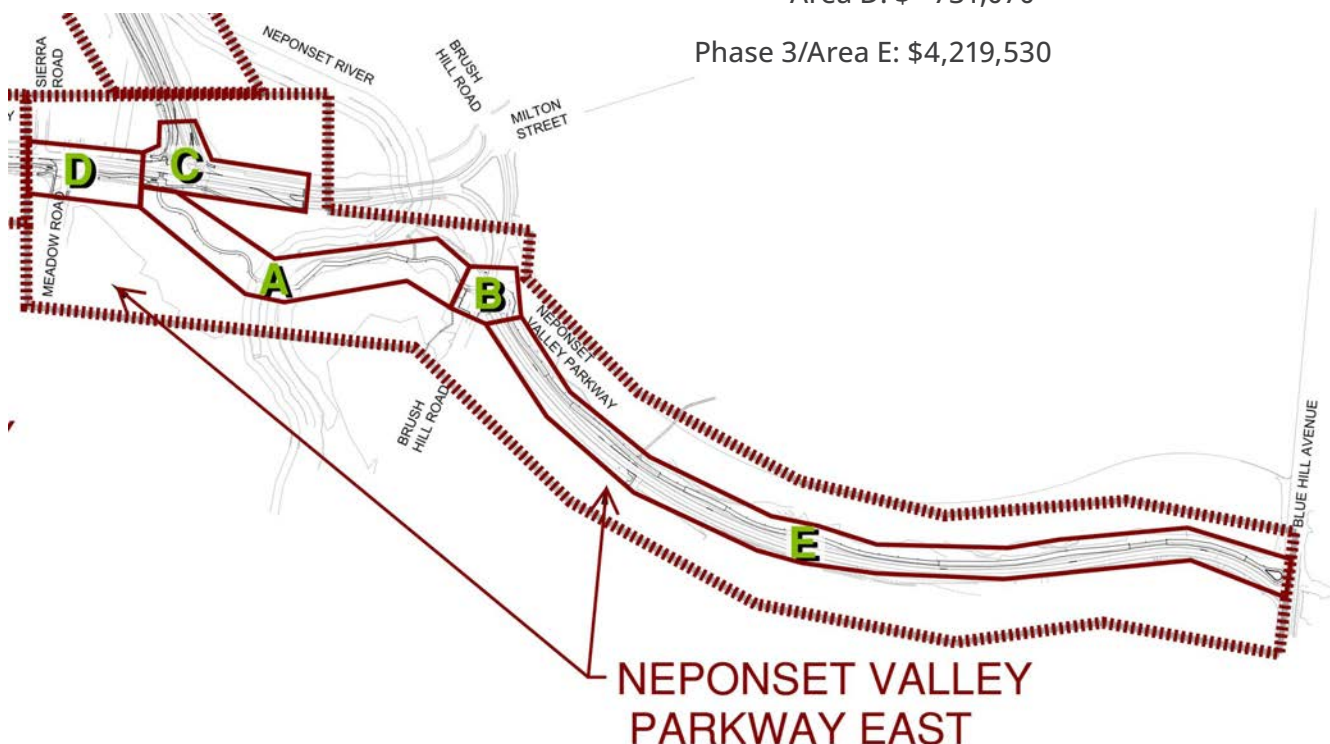 Phase 3/Area E: $4,219,530
SIERRA
ROAD
NEPONSET RIVER
BRUSH
HILL ROAD
MILTON
STREET
D
C
MEADOW ROAD
A
B
NEPONSET
VALLEY PARKWAY
BRUSH
HILL ROAD
BLUE HILL AVENUE
E
NEPONSET VALLEY
PARKWAY EAST